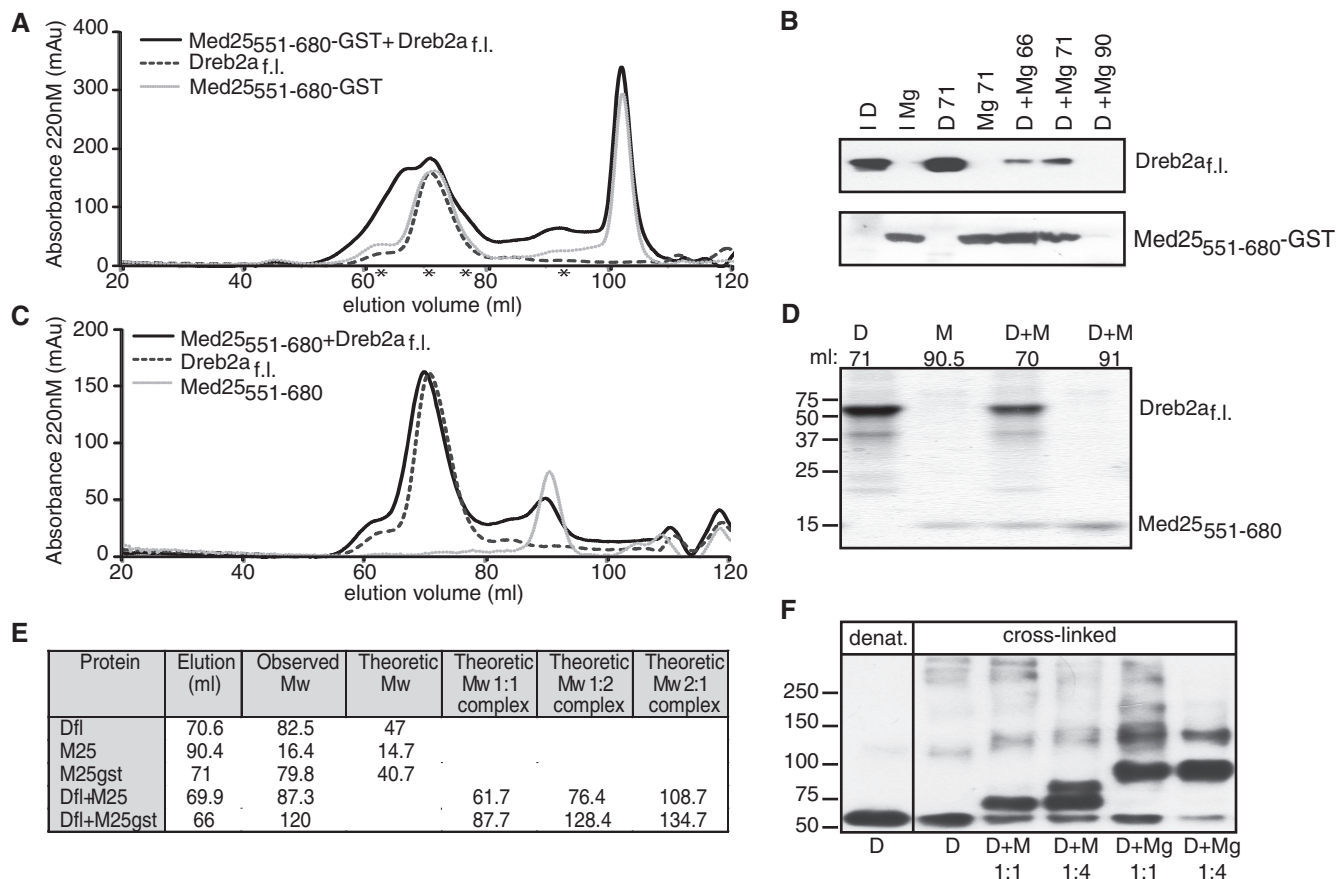 A
Absorbance 220nM (mAu)
400
300
200
100
0
Med25551-680-GST+Dreb2a f.l.
Dreb2a f.l.
Med25551-680-GST
20 40 60 80 100 120
* * * *
elution volume (ml)
B
I D
I Mg
D 71
Mg 71
D +Mg 66
D +Mg 71
D +Mg 90
Dreb2af.l.
Med25551-680-GST
C
Absorbance 220nM (mAu)
200
150
100
50
0
Med25551-680+Dreb2a f.l.
Dreb2a f.l.
Med25551-680
20 40 60 80 100 120
elution volume (ml)
D
D M D+M D+M
ml: 71 90.5 70 91
75
50
37
25
15
Dreb2af.l.
Med25551-680
E
Protein Elution (ml) Observed Mw Theoretic Mw Theoretic Mw 1:1 complex Theoretic Mw 1:2 complex Theoretic Mw 2:1 complex
Dfl 70.6 82.5 47
M25 90.4 16.4 14.7
M25gst 71 79.8 40.7
Dfl+M25 69.9 87.3 61.7 76.4 108.7
Dfl+M25gst 66 120 87.7 128.4 134.7
F
denat. cross-linked
250
150
100
75
50
D D D+M D+M D+Mg D+Mg
1:1 1:4 1:1 1:4